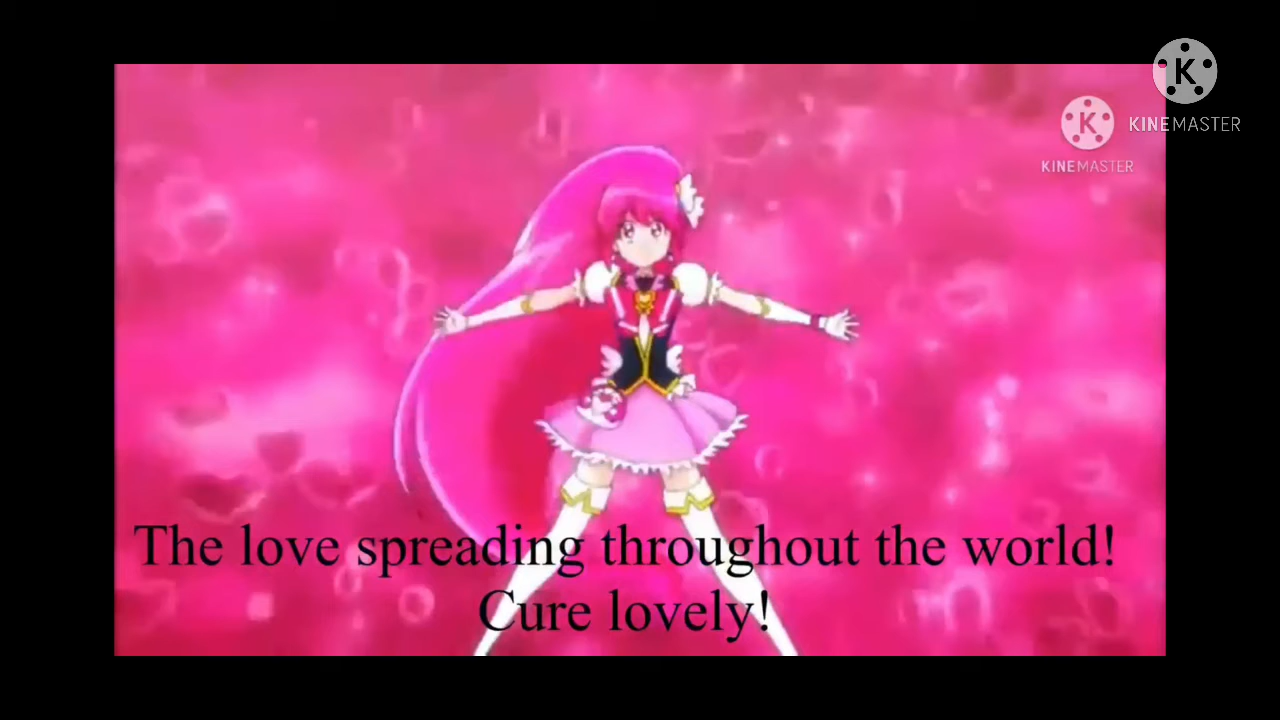 K
K
KINEMASTER
KINEMASTER
The love spreading throughout the world!
Cure lovely!